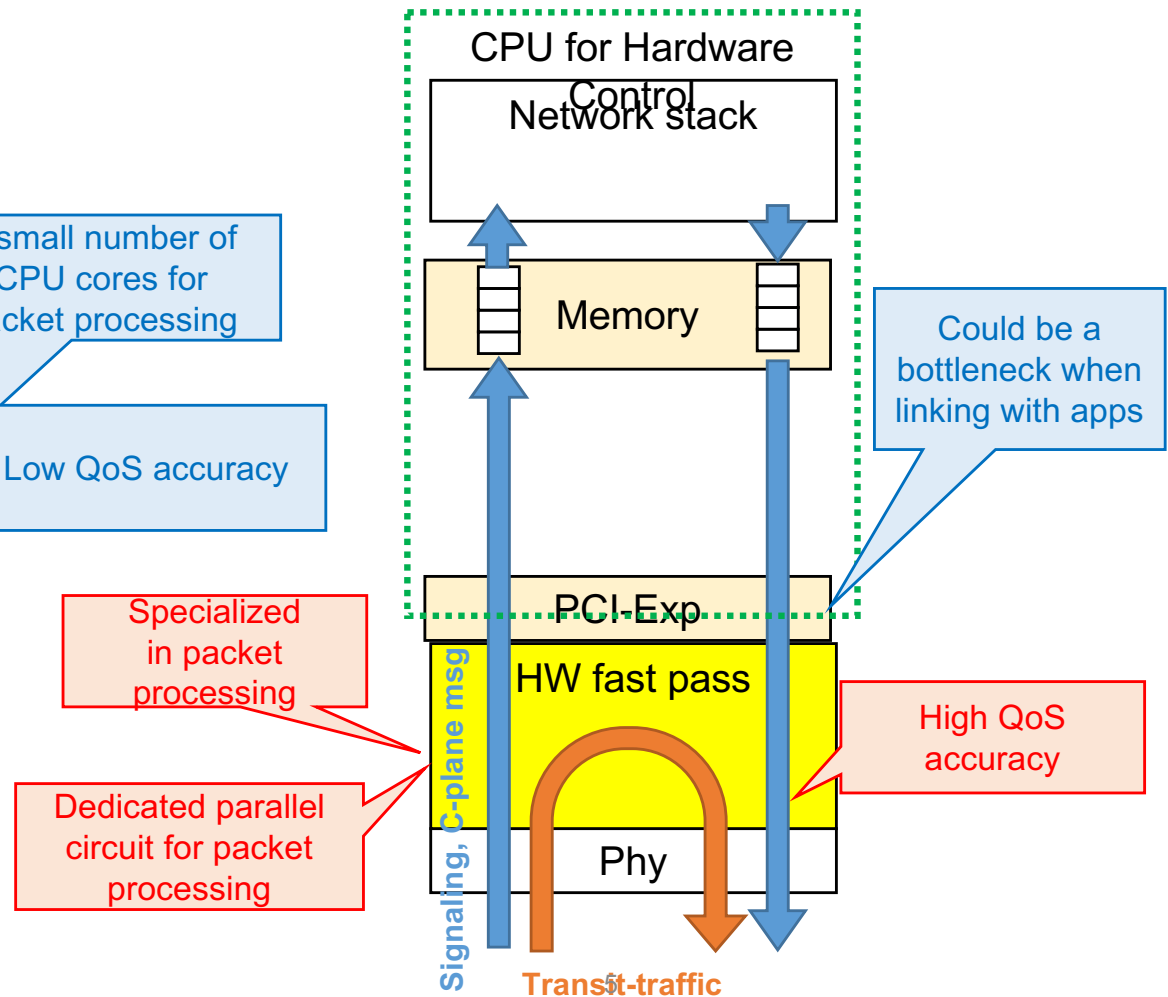 CPU for Hardware
Control
Network stack
small number of
CPU cores for
cket processing
Memory
Could be a
bottleneck when
linking with apps
Low QoS accuracy
PCI-Exp
Specialized
in packet
processing
HW fast pass
High QoS
accuracy
Dedicated parallel
circuit for packet
processing
Phy
Signaling, C-plane msg
Transit-traffic
5